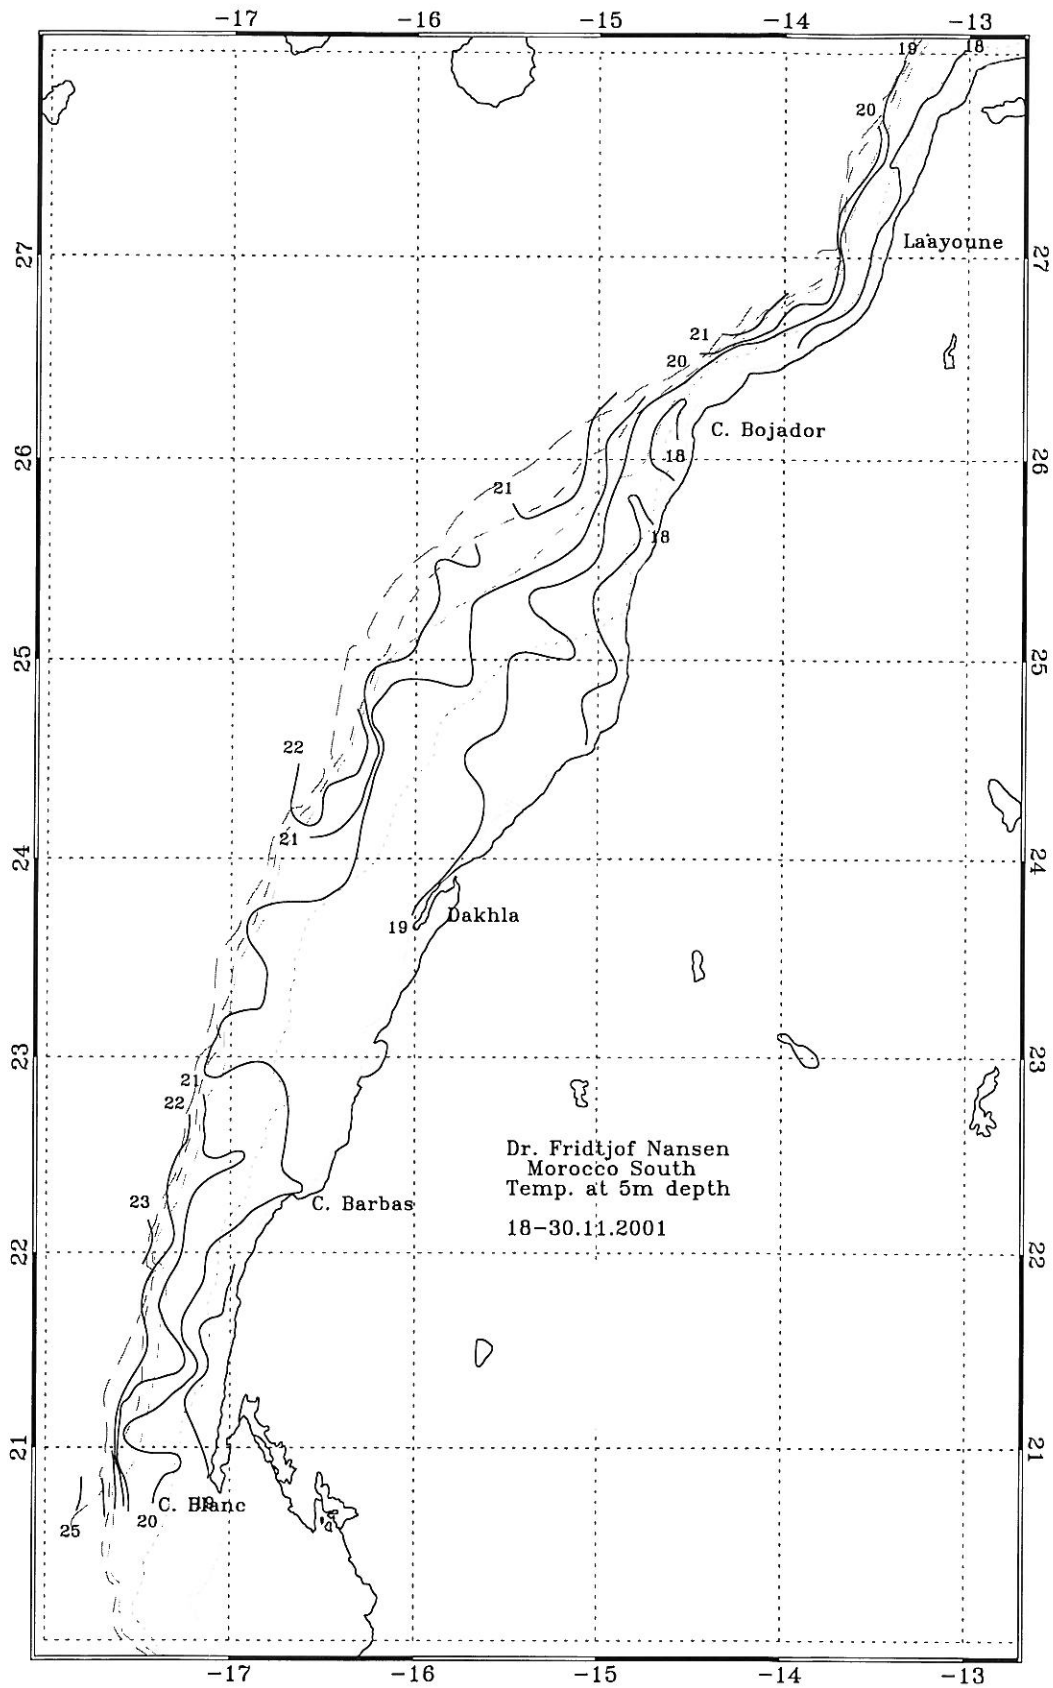 -17 -16 -15 -14 -13
19 18
20
Laayoune
27 27
21
20
C. Bojador
26 18 26
21
18
25 25
22
21
24 24
19 Dakhla
23 23
21
22
Dr. Fridtjof Nansen
Morocco South
Temp. at 5m depth
18-30.11.2001
23
C. Barbas
22 22
21 21
C. Blanc
25 20
-17 -16 -15 -14 -13